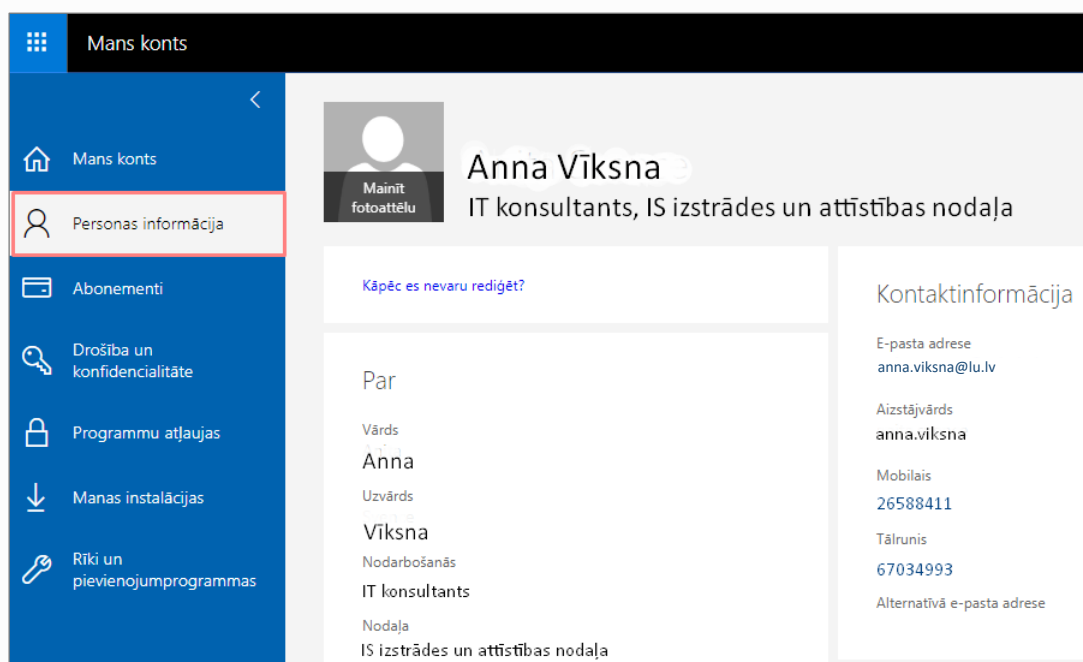 Mans konts
Mans konts
Personas informācija
Abonementi
Drošība un
konfidencialitāte
Programmu atļaujas
Manas instalācijas
Rīki un
pievienojumprogrammas
Mainīt
fotoattēlu
Anna Vīksna
IT konsultants, IS izstrādes un attīstības nodaļa
Kāpēc es nevaru rediģēt?
Par
Vārds
Anna
Uzvārds
Vīksna
Nodarbošanās
IT konsultants
Nodaļa
IS izstrādes un attīstības nodaļa
Kontaktinformācija
E-pasta adrese
anna.viksna@lu.lv
Aizstājvārds
anna.viksna
Mobilais
26588411
Tālrunis
67034993
Alternatīvā e-pasta adrese